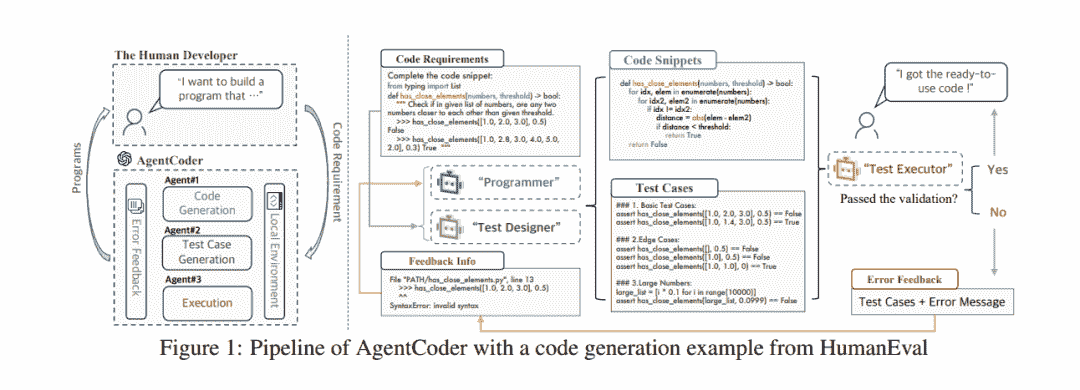 The Human Developer
"I want to build a
program that ···"
Programs
Code Requirement
AgentCoder
Agent#1
Code
Generation
Agent#2
Test Case
Generation
Agent#3
Execution
Error Feedback
Local Environment
Code Requirements
Complete the code snippet:
from typing import List
def has_close_elements(numbers, threshold) -> bool:
""" Check if in given list of numbers, are any two
numbers closer to each other than given threshold.
>>> has_close_elements([1.0, 2.0, 3.0], 0.5)
False
>>> has_close_elements([1.0, 2.8, 3.0, 4.0, 5.0,
2.0], 0.3) True """
"Programmer"
"Test Designer"
Feedback Info
File "PATH/has_close_elements.py", line 13
>>> has_close_elements([1.0, 2.0, 3.0], 0.5)
^^
SyntaxError: invalid syntax
Code Snippets
def has_close_elements(numbers, threshold) -> bool:
for idx, elem in enumerate(numbers):
for idx2, elem2 in enumerate(numbers):
if idx != idx2:
distance = abs(elem - elem2)
if distance < threshold:
return True
return False
Test Cases
### 1. Basic Test Cases:
assert has_close_elements([1.0, 2.0, 3.0], 0.5) == False
assert has_close_elements([1.0, 1.4, 3.0], 0.5) == True
### 2.Edge Cases:
assert has_close_elements([], 0.5) == False
assert has_close_elements([1.0], 0.5) == False
assert has_close_elements([1.0, 1.0], 0) == True
### 3.Large Numbers:
large_list = [i * 0.1 for i in range(10000)]
assert has_close_elements(large_list, 0.0999) == False
"I got the ready-to-
use code !"
"Test Executor"
Passed the validation?
Yes
No
Error Feedback
Test Cases + Error Message
Figure 1: Pipeline of AgentCoder with a code generation example from HumanEval